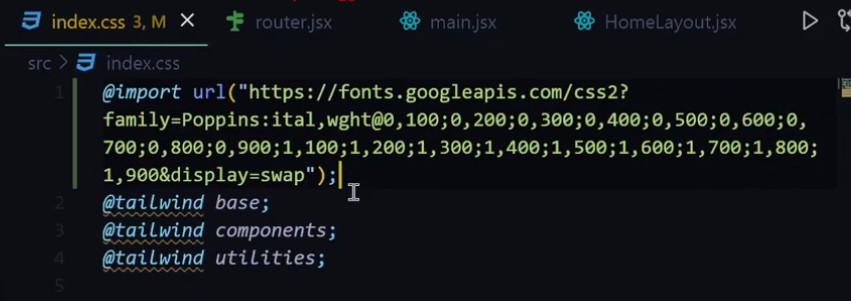 index.css 3, M router.jsx main.jsx HomeLayout.jsx
src > index.css
1 @import url("https://fonts.googleapis.com/css2?
family=Poppins:ital,wght@0,100;0,200;0,300;0,400;0,500;0,600;0,
700;0,800;0,900;1,100;1,200;1,300;1,400;1,500;1,600;1,700;1,800;
1,900&display=swap");
2 @tailwind base;
3 @tailwind components;
4 @tailwind utilities;
5